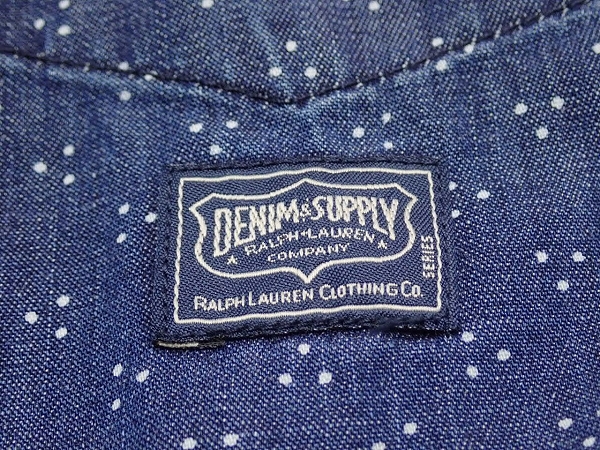 DENIM&SUPPLY
RALPH•LAUREN
COMPANY
RALPH LAUREN CLOTHING CO.
SERIES